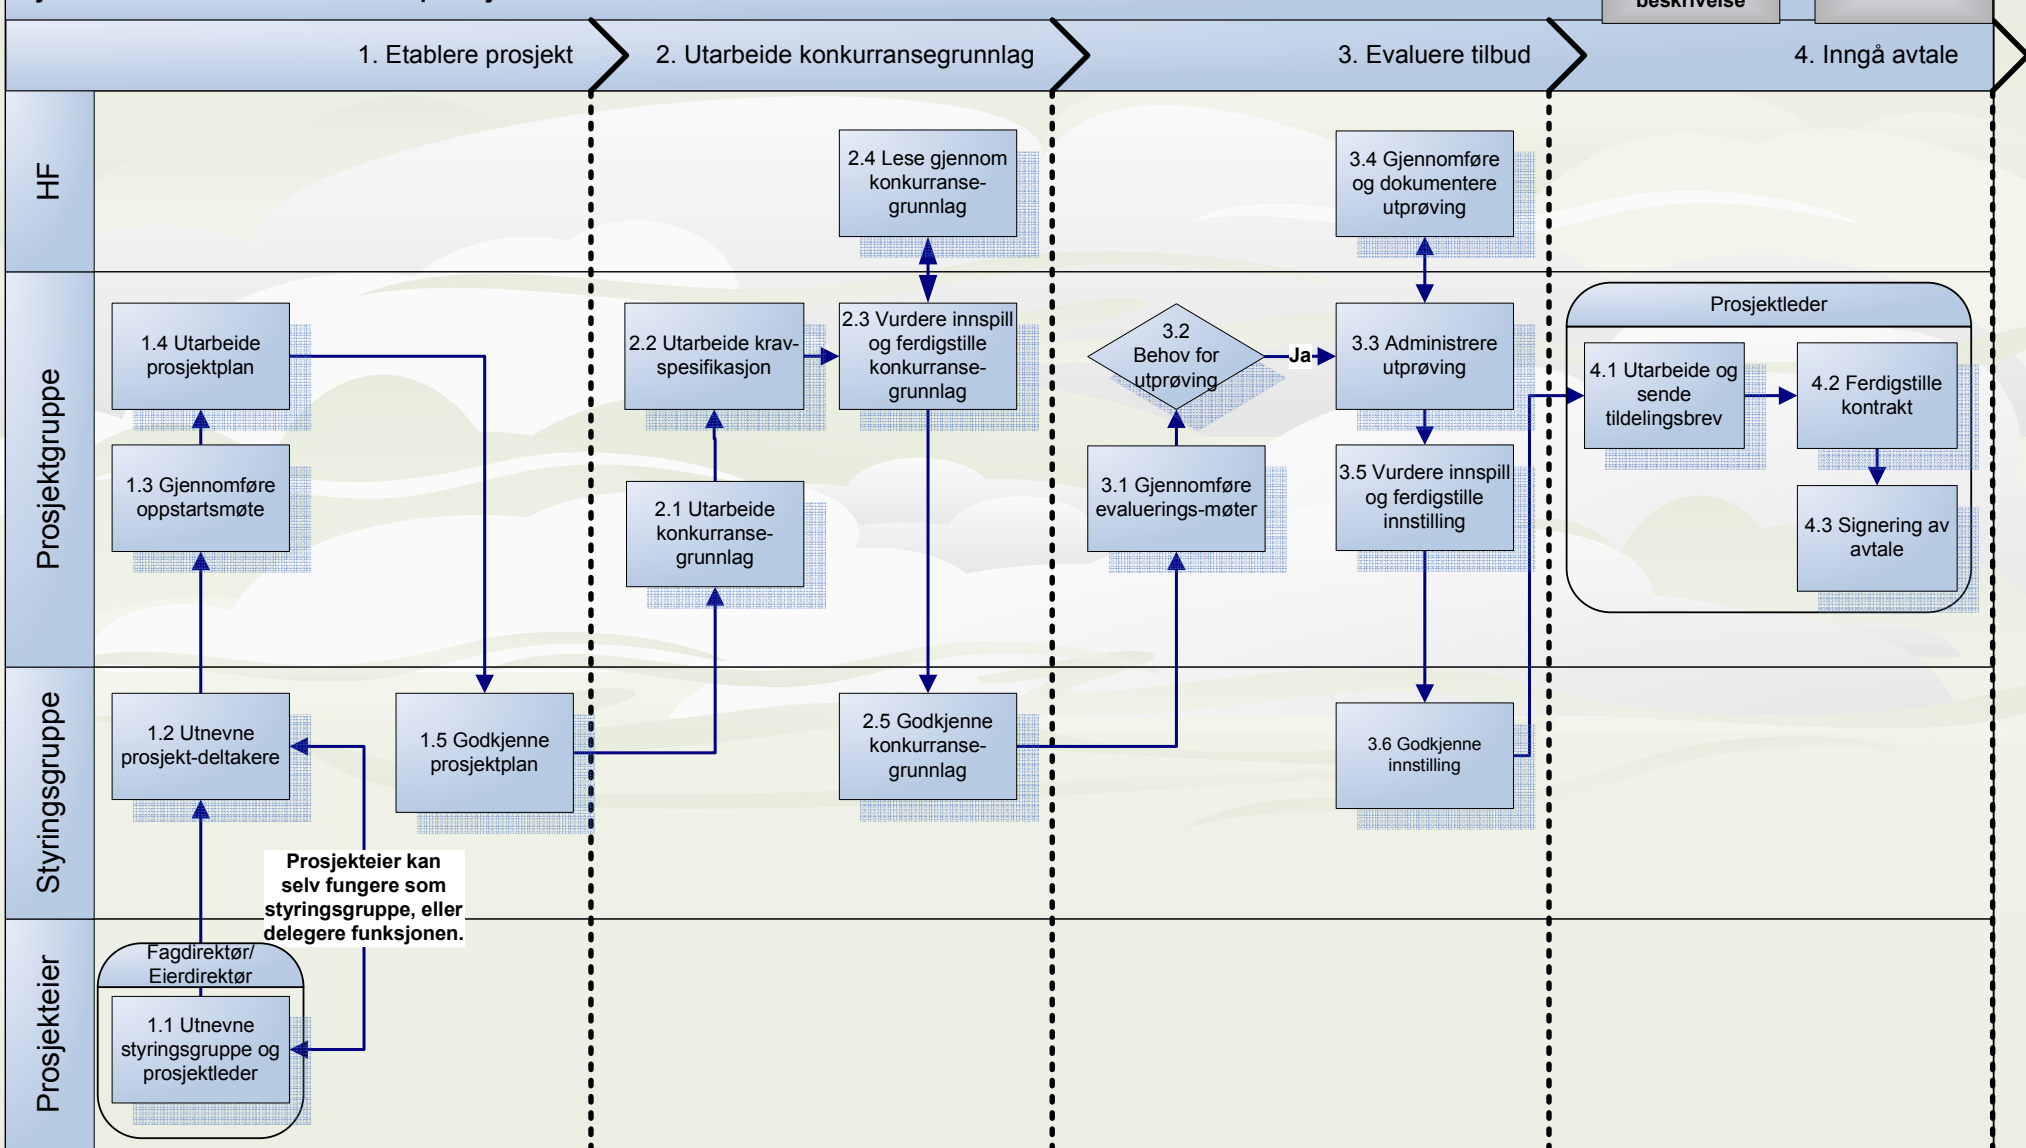 beskrivelse
1. Etablere prosjekt
2. Utarbeide konkurransegrunnlag
3. Evaluere tilbud
4. Inngå avtale
HF
2.4 Lese gjennom
konkurranse-
grunnlag
3.4 Gjennomføre
og dokumentere
utprøving
Prosjektgruppe
1.4 Utarbeide
prosjektplan
1.3 Gjennomføre
oppstartsmøte
2.2 Utarbeide krav-
spesifikasjon
2.1 Utarbeide
konkurranse-
grunnlag
2.3 Vurdere innspill
og ferdigstille
konkurranse-
grunnlag
3.2
Behov for
utprøving
Ja
3.1 Gjennomføre
evaluerings-møter
3.3 Administrere
utprøving
3.5 Vurdere innspill
og ferdigstille
innstilling
Prosjektleder
4.1 Utarbeide og
sende
tildelingsbrev
4.2 Ferdigstille
kontrakt
4.3 Signering av
avtale
Styringsgruppe
1.2 Utnevne
prosjekt-deltakere
1.5 Godkjenne
prosjektplan
2.5 Godkjenne
konkurranse-
grunnlag
3.6 Godkjenne
innstilling
Prosjekteier kan
selv fungere som
styringsgruppe, eller
delegere funksjonen.
Prosjekteier
Fagdirektør/
Eierdirektør
1.1 Utnevne
styringsgruppe og
prosjektleder